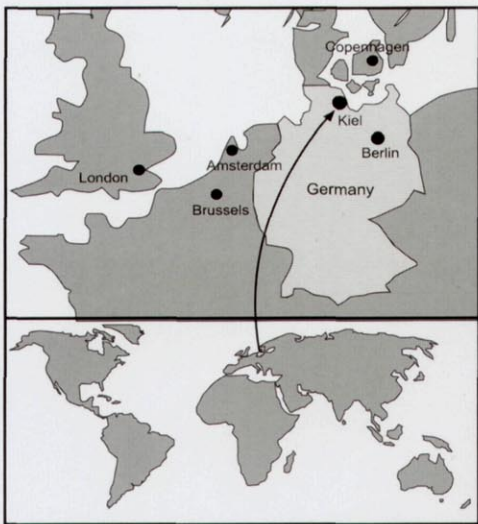 Copenhagen
Kiel
Berlin
Amsterdam
London
Germany
Brussels